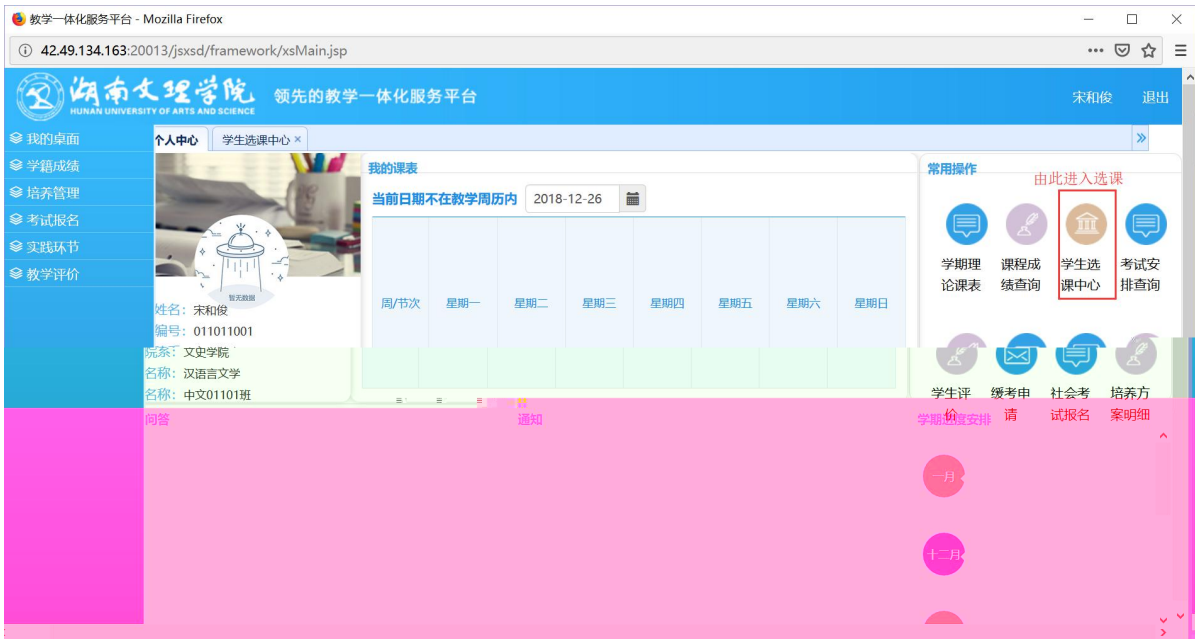 教学一体化服务平台 - Mozilla Firefox
42.49.134.163:20013/jsxsd/framework/xsMain.jsp
湖南文理学院
HUNAN UNIVERSITY OF ARTS AND SCIENCE
领先的教学一体化服务平台
宋和俊 退出
我的桌面
学籍成绩
培养管理
考试报名
实践环节
教学评价
个人中心 学生选课中心 ×
暂无数据
姓名：宋和俊
编号：011011001
院系：文史学院
名称：汉语言文学
名称：中文01101班
我的课表
当前日期不在教学周历内 2018-12-26
周/节次 星期一 星期二 星期三 星期四 星期五 星期六 星期日
常用操作
由此进入选课
学期理论课表
课程成绩查询
学生选课中心
考试安排查询
学生评价
缓考申请
社会考试报名
培养方案明细
问答
通知
学期进度安排
一月
十二月